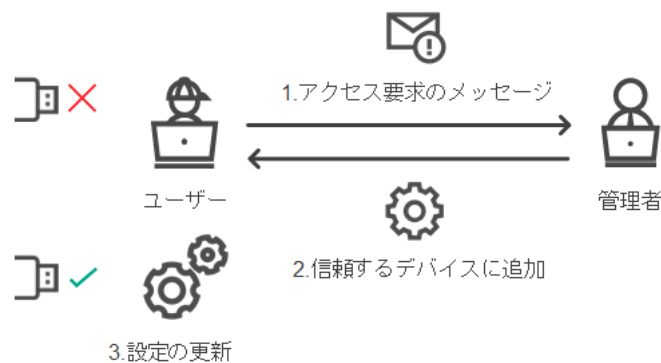 1.アクセス要求のメッセージ
ユーザー
管理者
2.信頼するデバイスに追加
3.設定の更新